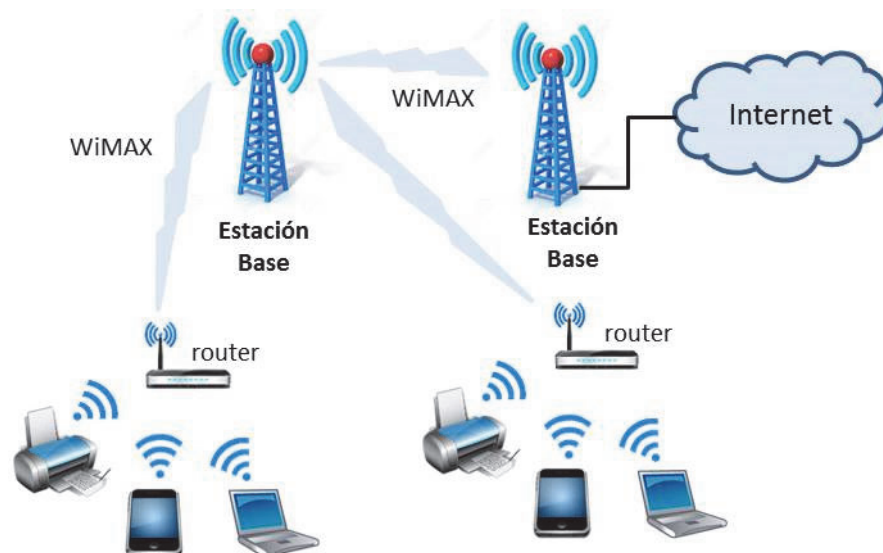 WiMAX
Internet
WiMAX
Estación
Base
Estación
Base
router
router